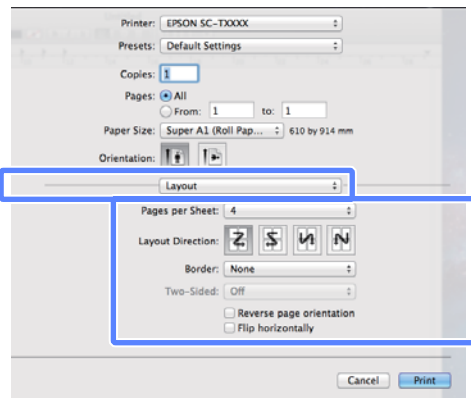 Printer: EPSON SC-TXXXX
Presets: Default Settings
Copies: 1
Pages: All
From: 1 to: 1
Paper Size: Super A1 (Roll Pap... 610 by 914 mm
Orientation:
Layout
Pages per Sheet: 4
Layout Direction:
Border: None
Two-Sided: Off
Reverse page orientation
Flip horizontally
Cancel Print